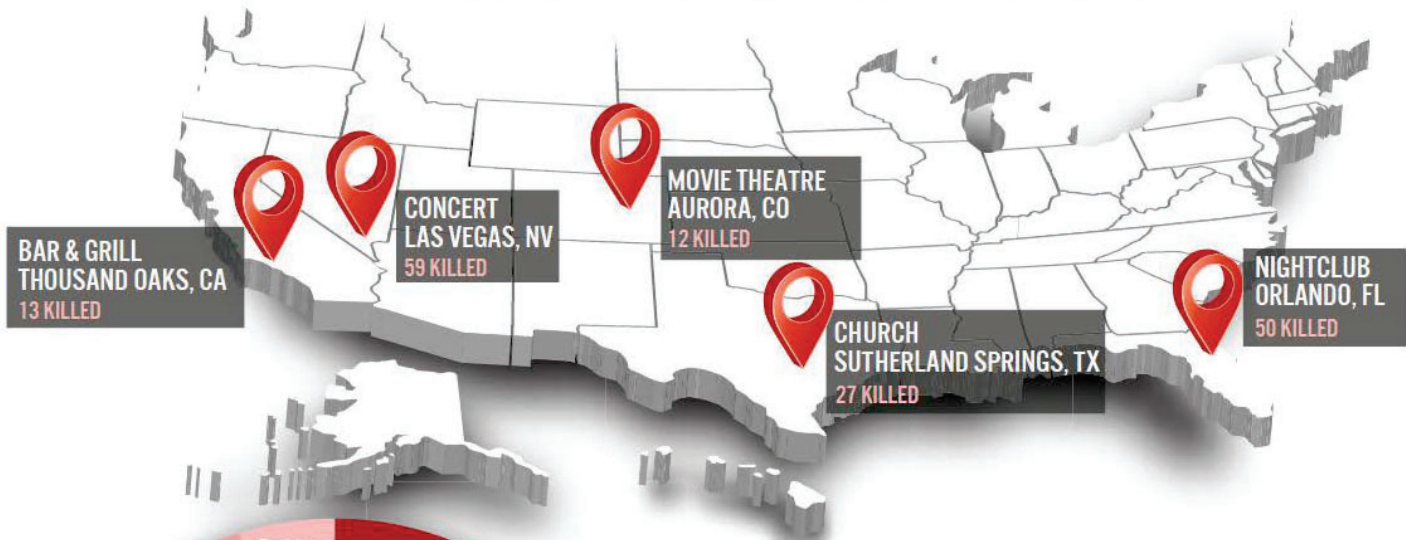 MOVIE THEATRE
AURORA, CO
12 KILLED
CONCERT
LAS VEGAS, NV
59 KILLED
BAR & GRILL
THOUSAND OAKS, CA
13 KILLED
NIGHTCLUB
ORLANDO, FL
50 KILLED
CHURCH
SUTHERLAND SPRINGS, TX
27 KILLED